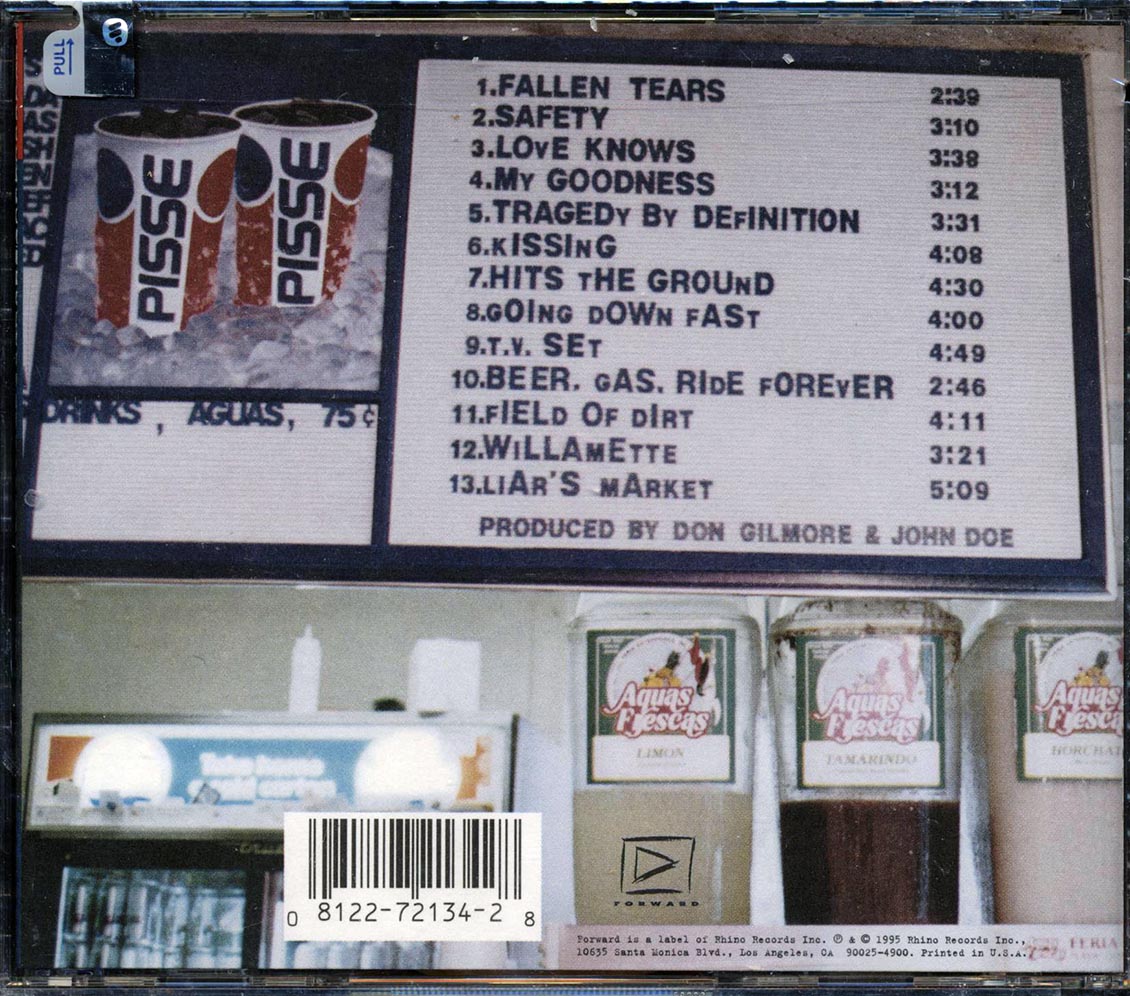 PULL
PISSE
PISSE
DRINKS , AGUAS, 75¢
1.FALLEN TEARS 2:39
2.SAFETY 3:10
3.LOvE KNOWS 3:38
4.My GOODNESS 3:12
5.TRAGEDy By DEfINITION 3:31
6.KISSINg 4:08
7.HITS tHE GROUnD 4:30
8.gOING dOWN fASt 4:00
9.T.V. SEt 4:49
10.BEER. gAS. RIdE fOREvER 2:46
11.fIELD OF dIRT 4:11
12.WILLAmETTE 3:21
13.LIAr'S mARKET 5:09
PRODUCED BY DON GILMORE & JOHN DOE
Aguas
Frescas
LIMON
Aguas
Frescas
TAMARINDO
Aguas
Fresca
HORCHAT
FORWARD
0 8122-72134-2 8
Forward is a label of Rhino Records Inc. ℗ & © 1995 Rhino Records Inc.,
10635 Santa Monica Blvd., Los Angeles, CA 90025-4900. Printed in U.S.A.